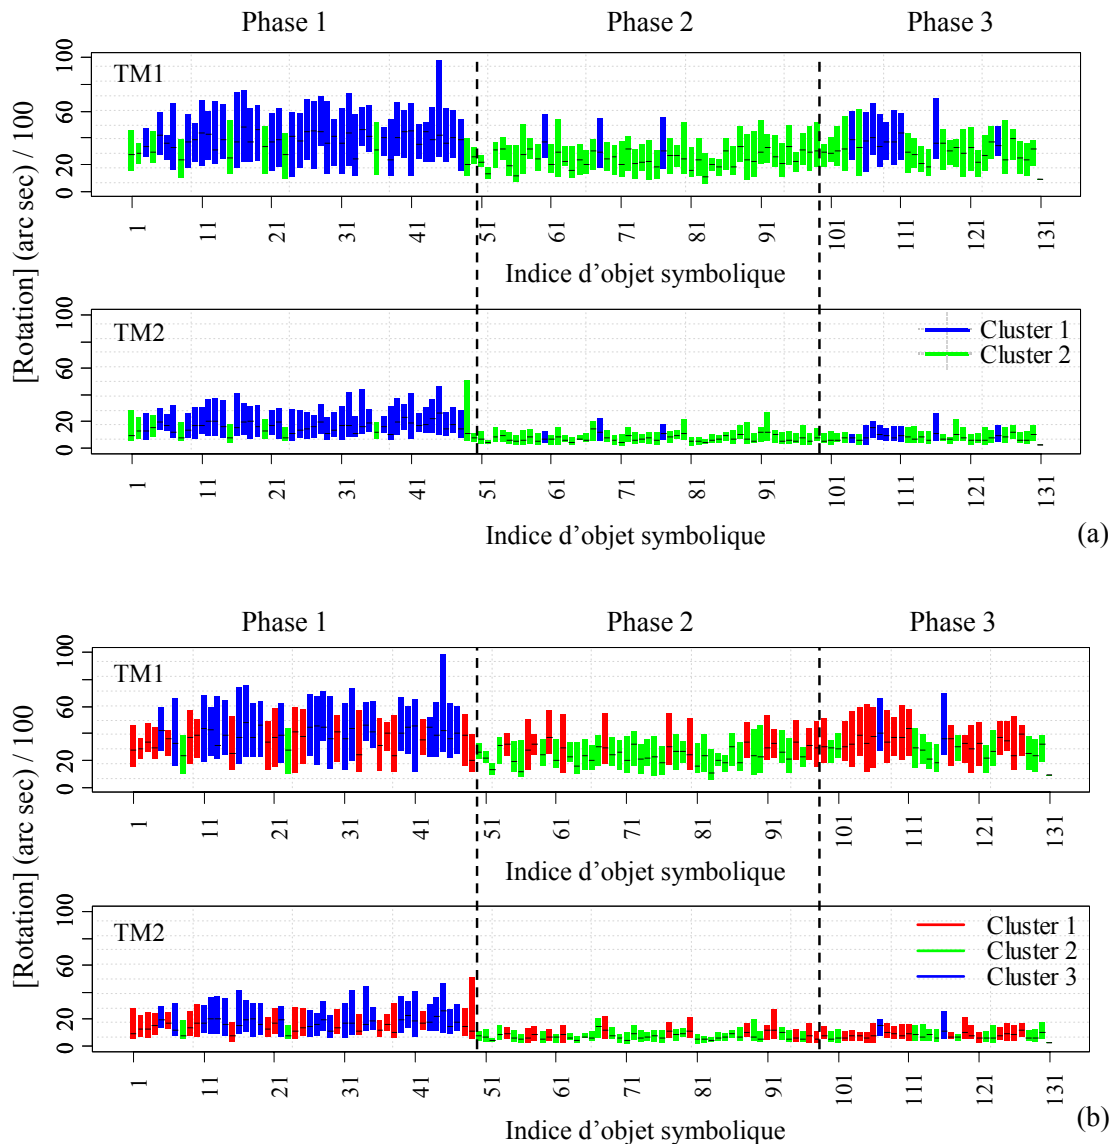 Phase 1 Phase 2 Phase 3
[Rotation] (arc sec) / 100
TM1
0 20 60 100
1 11 21 31 41 51 61 71 81 91 101 111 121 131
Indice d’objet symbolique
TM2
Cluster 1
Cluster 2
0 20 60 100
1 11 21 31 41 51 61 71 81 91 101 111 121 131
Indice d’objet symbolique
(a)
Phase 1 Phase 2 Phase 3
[Rotation] (arc sec) / 100
TM1
0 20 60 100
1 11 21 31 41 51 61 71 81 91 101 111 121 131
Indice d’objet symbolique
TM2
Cluster 1
Cluster 2
Cluster 3
0 20 60 100
1 11 21 31 41 51 61 71 81 91 101 111 121 131
Indice d’objet symbolique
(b)